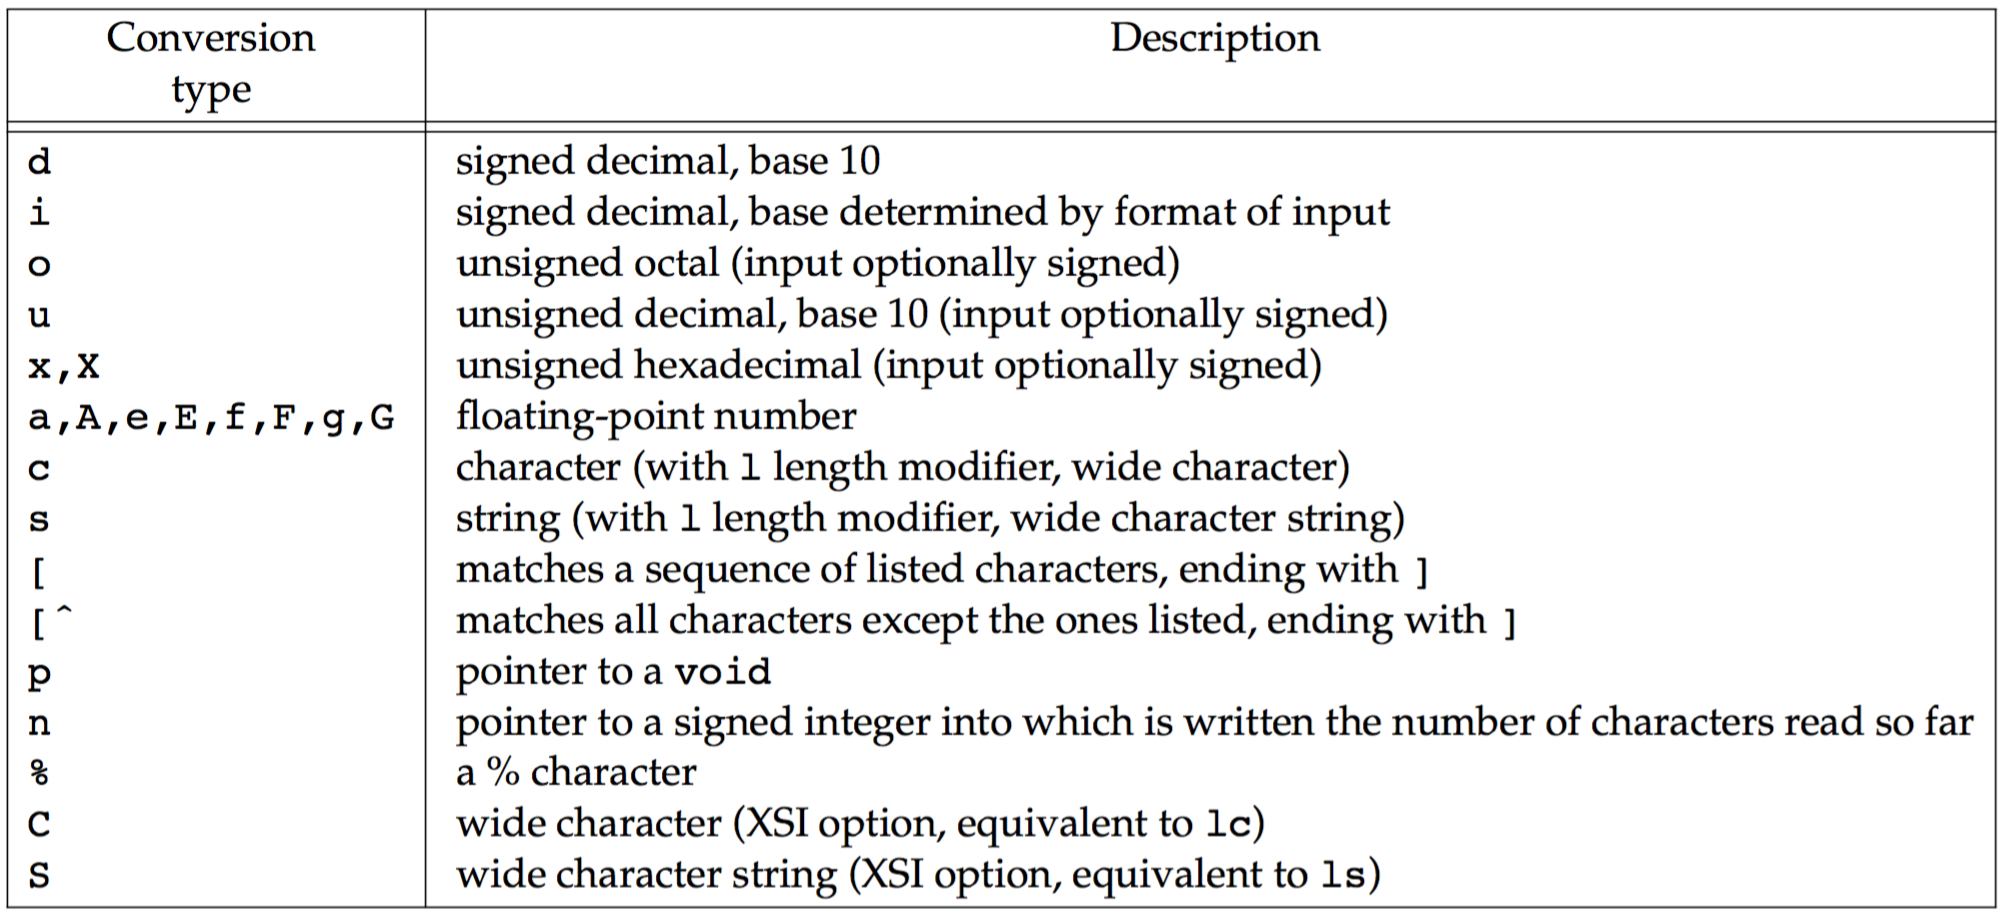 Conversion type Description
d signed decimal, base 10
i signed decimal, base determined by format of input
o unsigned octal (input optionally signed)
u unsigned decimal, base 10 (input optionally signed)
x,X unsigned hexadecimal (input optionally signed)
a,A,e,E,f,F,g,G floating-point number
c character (with l length modifier, wide character)
s string (with l length modifier, wide character string)
[ matches a sequence of listed characters, ending with ]
[^ matches all characters except the ones listed, ending with ]
p pointer to a void
n pointer to a signed integer into which is written the number of characters read so far
% a % character
C wide character (XSI option, equivalent to lc)
S wide character string (XSI option, equivalent to ls)